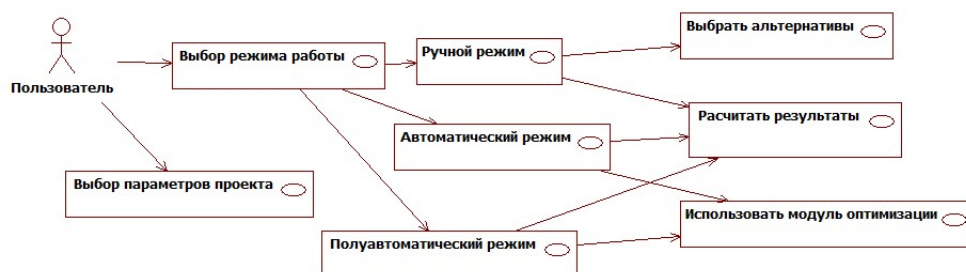 Выбрать альтернативы
Выбор режима работы
Ручной режим
Пользователь
Автоматический режим
Расчитать результаты
Выбор параметров проекта
Использовать модуль оптимизации
Полуавтоматический режим